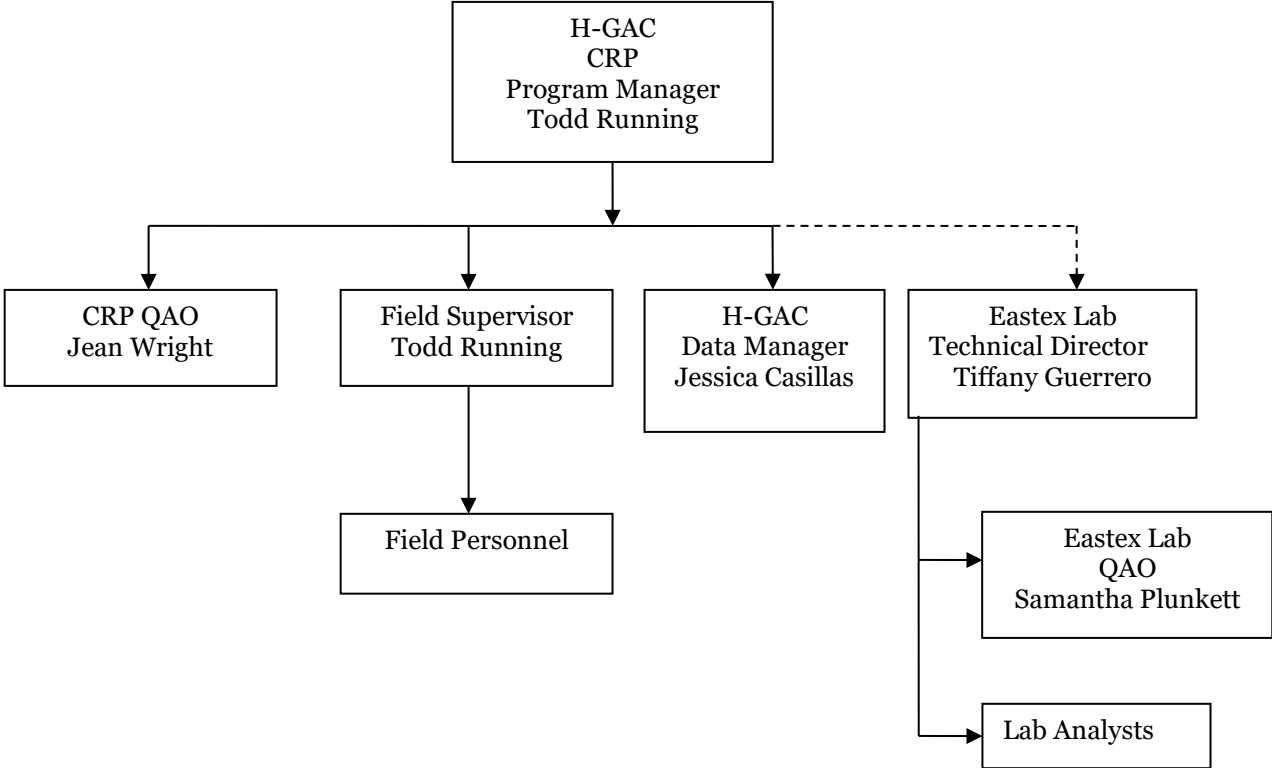 H-GAC
CRP
Program Manager
Todd Running
CRP QAO
Jean Wright
Field Supervisor
Todd Running
H-GAC
Data Manager
Jessica Casillas
Eastex Lab
Technical Director
Tiffany Guerrero
Field Personnel
Eastex Lab
QAO
Samantha Plunkett
Lab Analysts